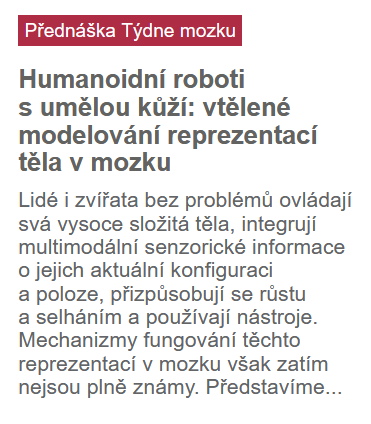 Přednáška Týdne mozku
Humanoidní roboti
s umělou kůží: vtělené
modelování reprezentací
těla v mozku
Lidé i zvířata bez problémů ovládají
svá vysoce složitá těla, integrují
multimodální senzorické informace
o jejich aktuální konfiguraci
a poloze, přizpůsobují se růstu
a selháním a používají nástroje.
Mechanizmy fungování těchto
reprezentací v mozku však zatím
nejsou plně známy. Představíme...